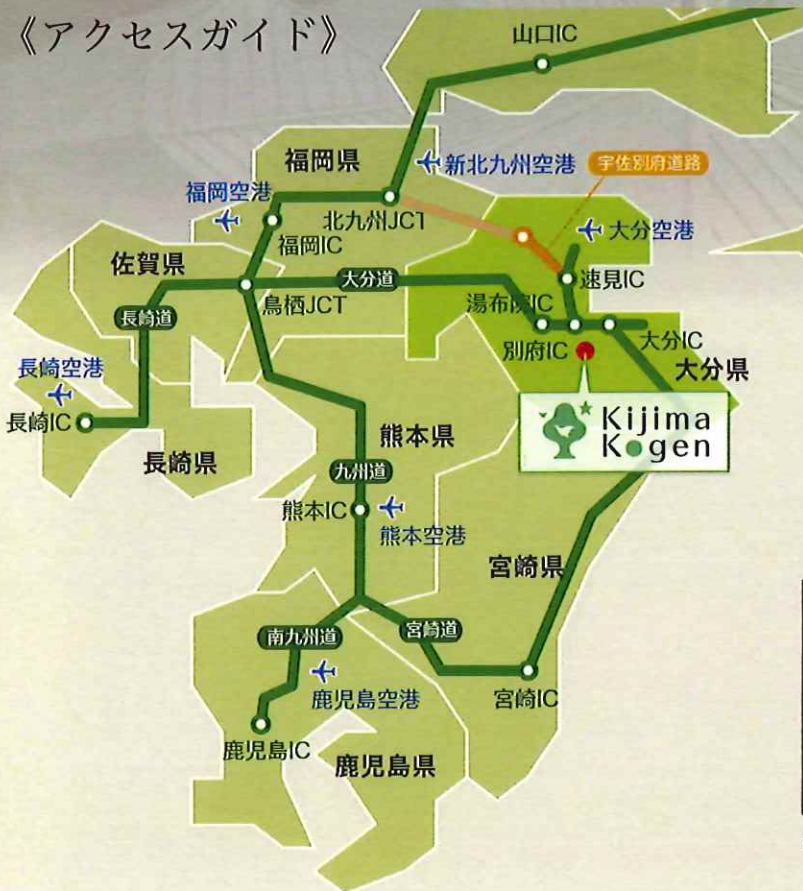 《アクセスガイド》
山口IC
福岡県
新北九州空港
宇佐別府道路
福岡空港
北九州JCT
大分空港
福岡IC
佐賀県
大分道
速見IC
鳥栖JCT
湯布院IC
長崎道
別府IC
大分IC
大分県
長崎空港
長崎IC
Kijima
Kogen
熊本県
長崎県
九州道
熊本IC
熊本空港
宮崎県
南九州道
宮崎道
鹿児島空港
宮崎IC
鹿児島IC
鹿児島県